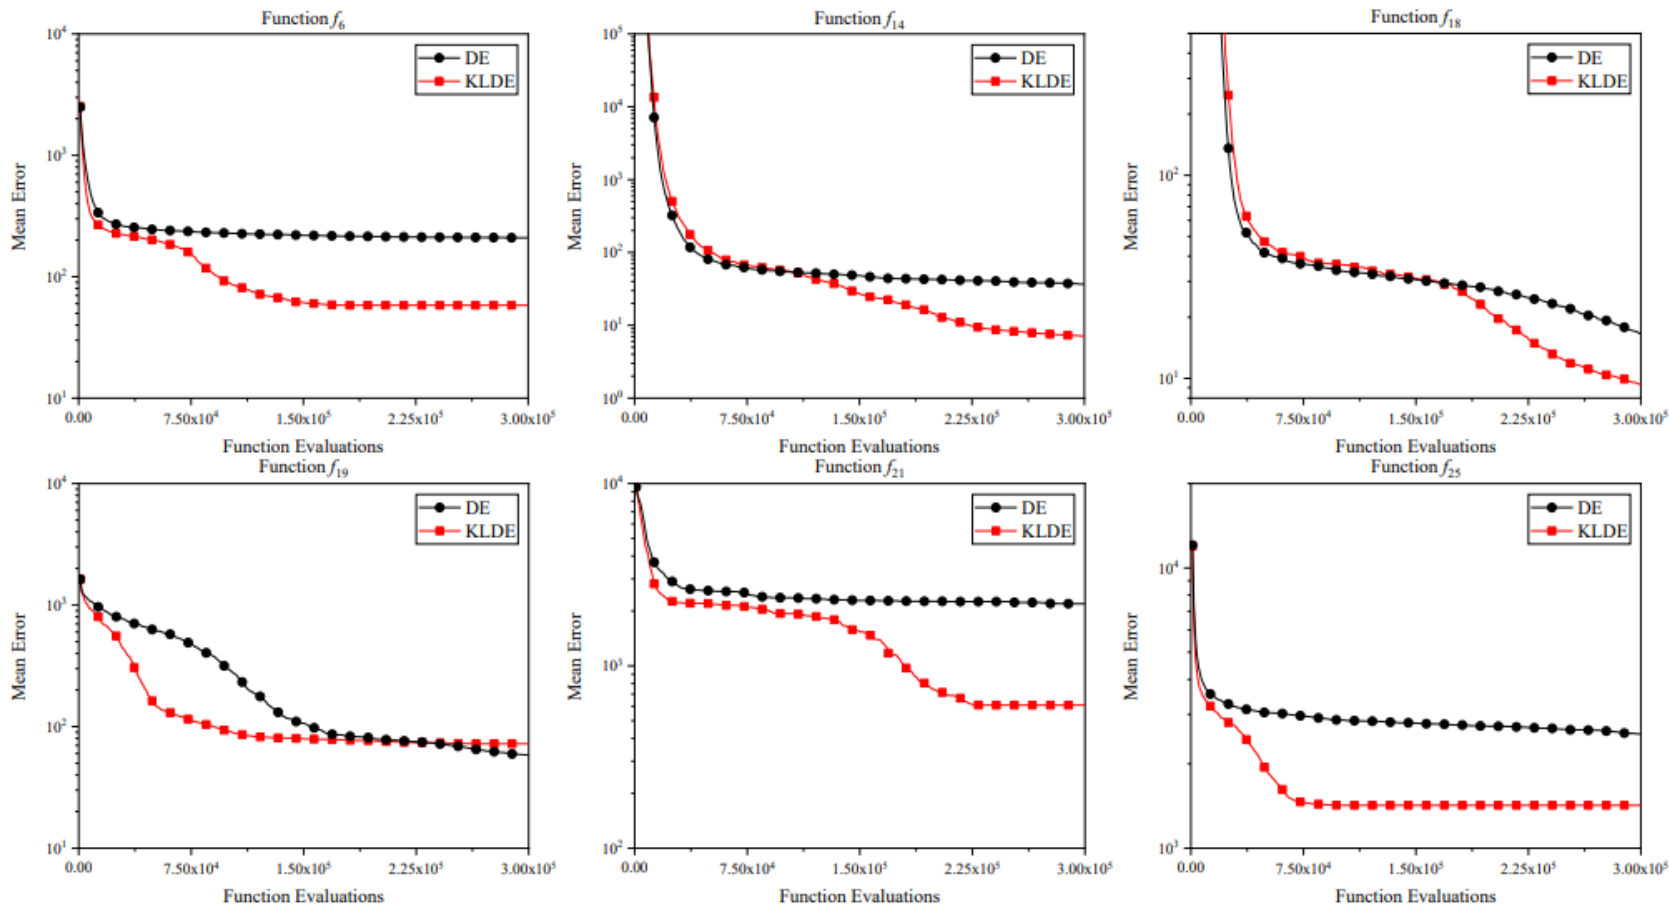 Function f₆
10⁴
10³
10²
10¹
Mean Error
DE
KLDE
0.00
7.50x10⁴
1.50x10⁵
2.25x10⁵
3.00x10⁵
Function Evaluations
Function f₁₄
10⁵
10⁴
10³
10²
10¹
10⁰
Mean Error
DE
KLDE
0.00
7.50x10⁴
1.50x10⁵
2.25x10⁵
3.00x10⁵
Function Evaluations
Function f₁₈
10²
10¹
Mean Error
DE
KLDE
0.00
7.50x10⁴
1.50x10⁵
2.25x10⁵
3.00x10⁵
Function Evaluations
Function f₁₉
10⁴
10³
10²
10¹
Mean Error
DE
KLDE
0.00
7.50x10⁴
1.50x10⁵
2.25x10⁵
3.00x10⁵
Function Evaluations
Function f₂₁
10⁴
10³
10²
Mean Error
DE
KLDE
0.00
7.50x10⁴
1.50x10⁵
2.25x10⁵
3.00x10⁵
Function Evaluations
Function f₂₅
10⁴
10³
Mean Error
DE
KLDE
0.00
7.50x10⁴
1.50x10⁵
2.25x10⁵
3.00x10⁵
Function Evaluations